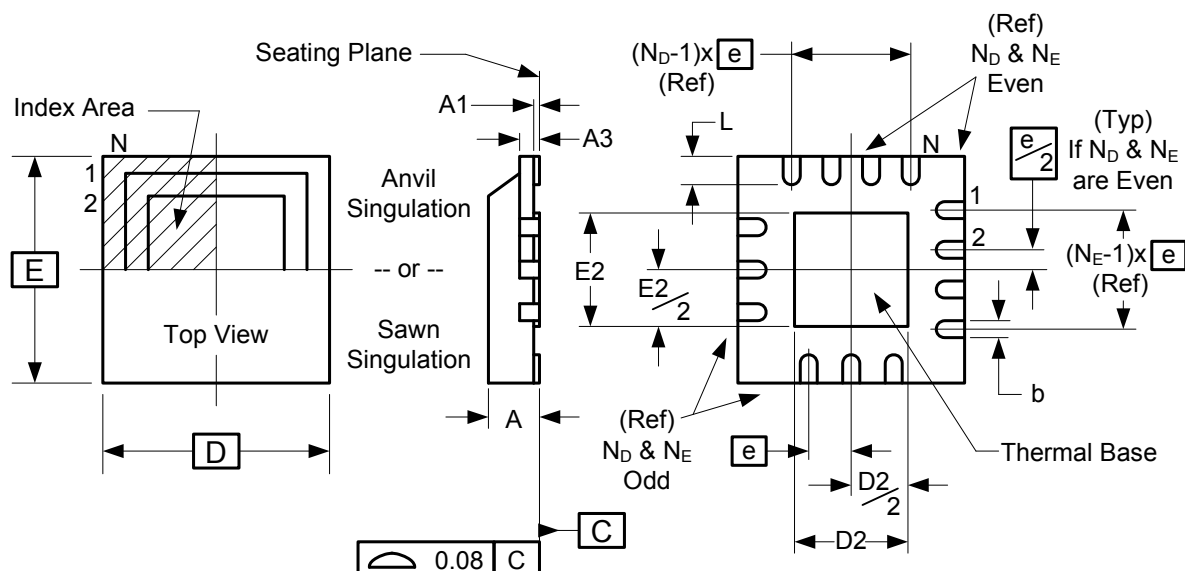 Seating Plane
Index Area
N
1
2
E
Top View
D
A1
A3
Anvil
Singulation
-- or --
Sawn
Singulation
A
0.08 C
C
(N_D-1)x e
(Ref)
(Ref)
N_D & N_E
Even
L
N
e/2
(Typ)
If N_D & N_E
are Even
1
2
(N_E-1)x e
(Ref)
E2
E2/2
b
(Ref)
N_D & N_E
Odd
e
Thermal Base
D2/2
D2